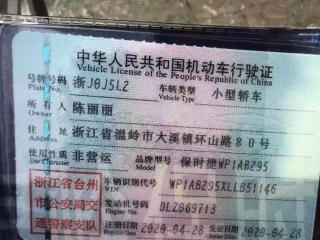 中华人民共和国机动车行驶证
Vehicle License of the People's Republic of China
号牌号码 浙J0J5L2 车辆类型 小型轿车
Plate No. Vehicle Type
所有人 陈丽丽
Owner
住址 浙江省温岭市大溪镇环山路80号
Address
使用性质 非营运 品牌型号 保时捷WP1AB295
Use Character Model
浙江省台州 车辆识别代号 WP1AB295XLLB51146
VIN
市公安局交 发动机号码 DLZ069713
Engine No.
通警察支队 注册日期 2020-04-28 发证日期 2020-04-28